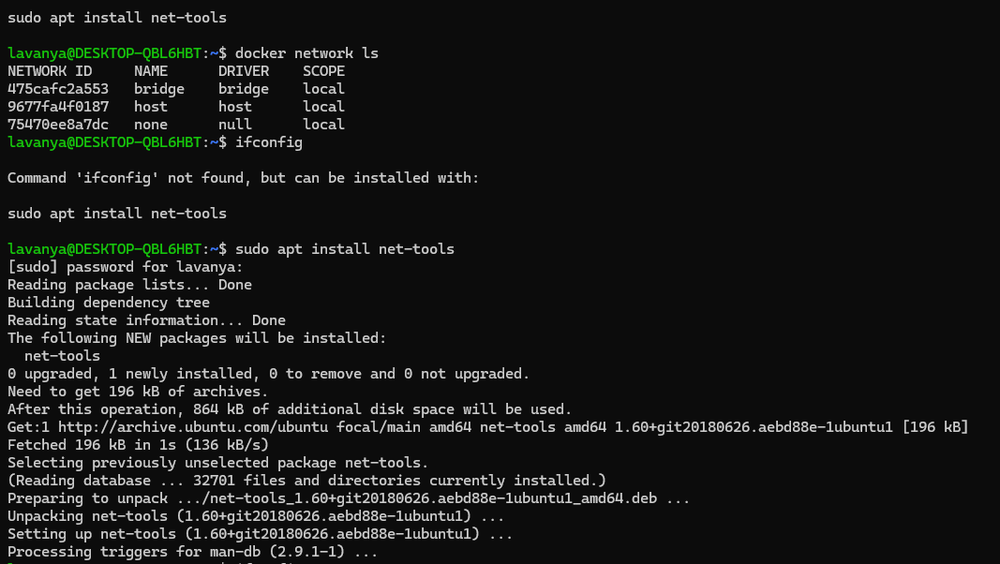 sudo apt install net-tools
lavanya@DESKTOP-QBL6HBT:~$ docker network ls
NETWORK ID     NAME      DRIVER    SCOPE
475cafc2a553   bridge    bridge    local
9677fa4f0187   host      host      local
75470ee8a7dc   none      null      local
lavanya@DESKTOP-QBL6HBT:~$ ifconfig
Command 'ifconfig' not found, but can be installed with:
sudo apt install net-tools
lavanya@DESKTOP-QBL6HBT:~$ sudo apt install net-tools
[sudo] password for lavanya:
Reading package lists... Done
Building dependency tree
Reading state information... Done
The following NEW packages will be installed:
  net-tools
0 upgraded, 1 newly installed, 0 to remove and 0 not upgraded.
Need to get 196 kB of archives.
After this operation, 864 kB of additional disk space will be used.
Get:1 http://archive.ubuntu.com/ubuntu focal/main amd64 net-tools amd64 1.60+git20180626.aebd88e-1ubuntu1 [196 kB]
Fetched 196 kB in 1s (136 kB/s)
Selecting previously unselected package net-tools.
(Reading database ... 32701 files and directories currently installed.)
Preparing to unpack .../net-tools_1.60+git20180626.aebd88e-1ubuntu1_amd64.deb ...
Unpacking net-tools (1.60+git20180626.aebd88e-1ubuntu1) ...
Setting up net-tools (1.60+git20180626.aebd88e-1ubuntu1) ...
Processing triggers for man-db (2.9.1-1) ...